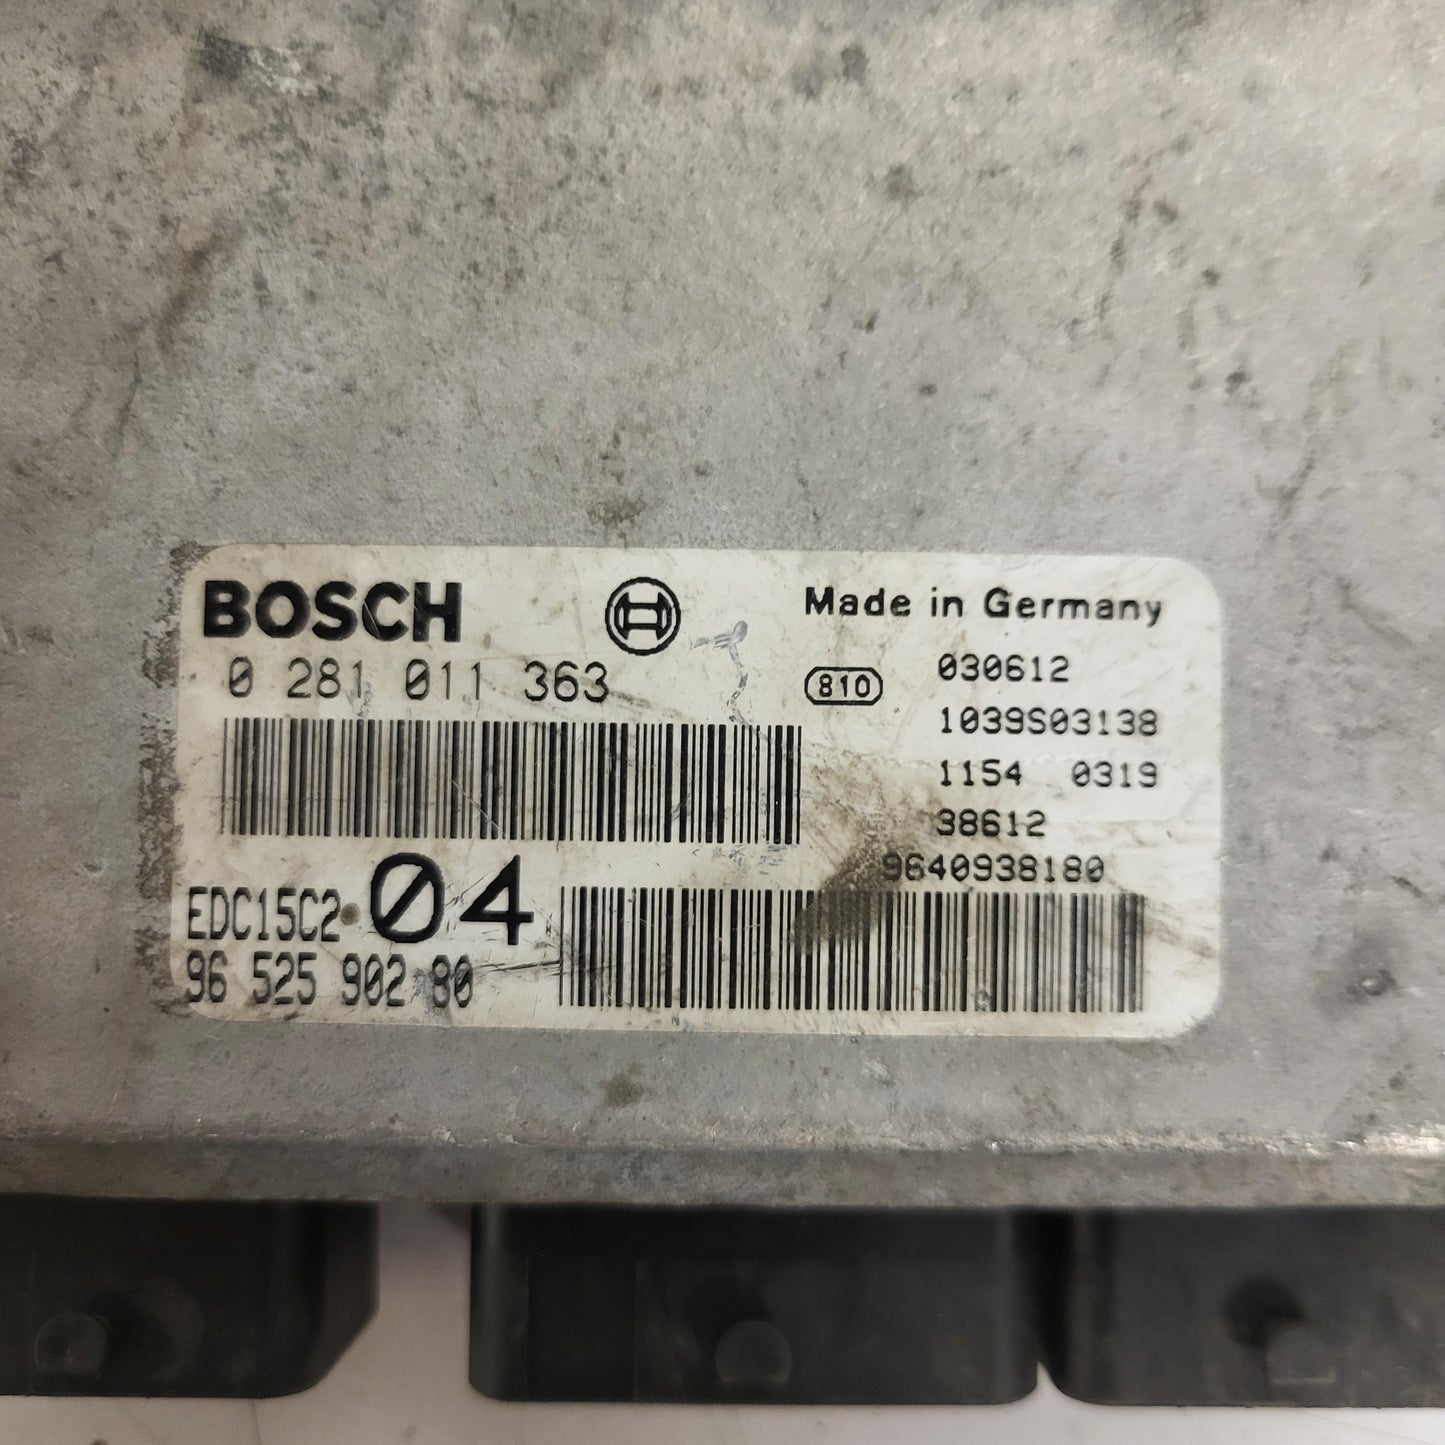 BOSCH
Made in Germany
0 281 011 363
810
030612
1039S03138
1154 0319
38612
9640938180
EDC15C2 04
96 525 902 80